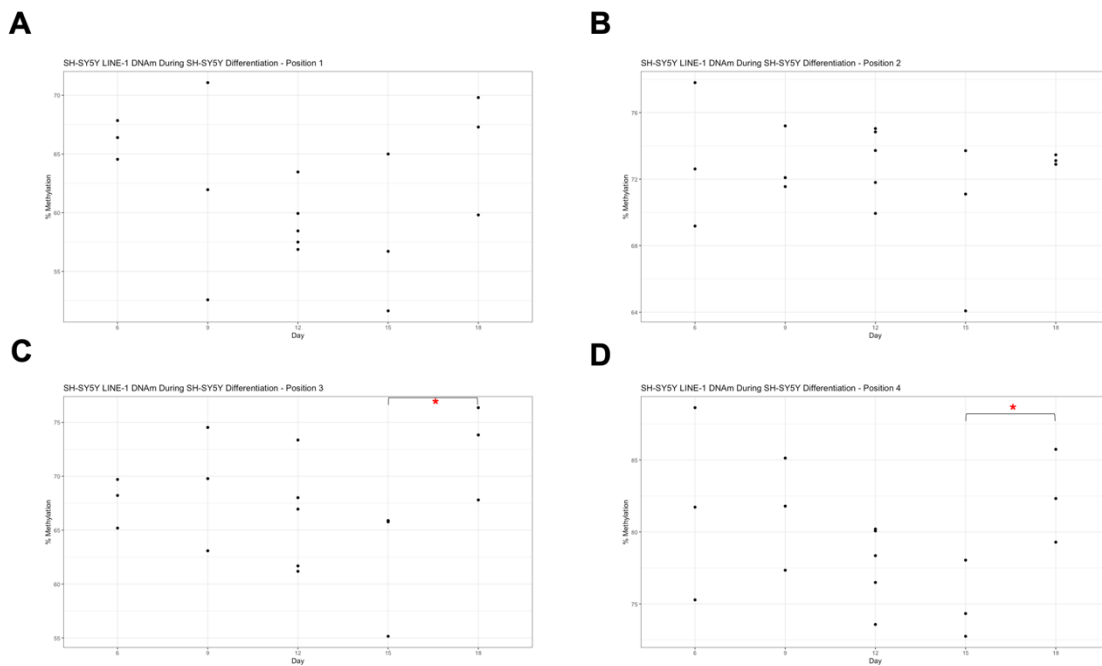 A
SH-SY5Y LINE-1 DNAm During SH-SY5Y Differentiation - Position 1
% Methylation
70
65
60
55
6 9 12 15 18
Day
B
SH-SY5Y LINE-1 DNAm During SH-SY5Y Differentiation - Position 2
% Methylation
76
72
68
64
6 9 12 15 18
Day
C
SH-SY5Y LINE-1 DNAm During SH-SY5Y Differentiation - Position 3
*
% Methylation
75
70
65
60
55
6 9 12 15 18
Day
D
SH-SY5Y LINE-1 DNAm During SH-SY5Y Differentiation - Position 4
*
% Methylation
85
80
75
6 9 12 15 18
Day